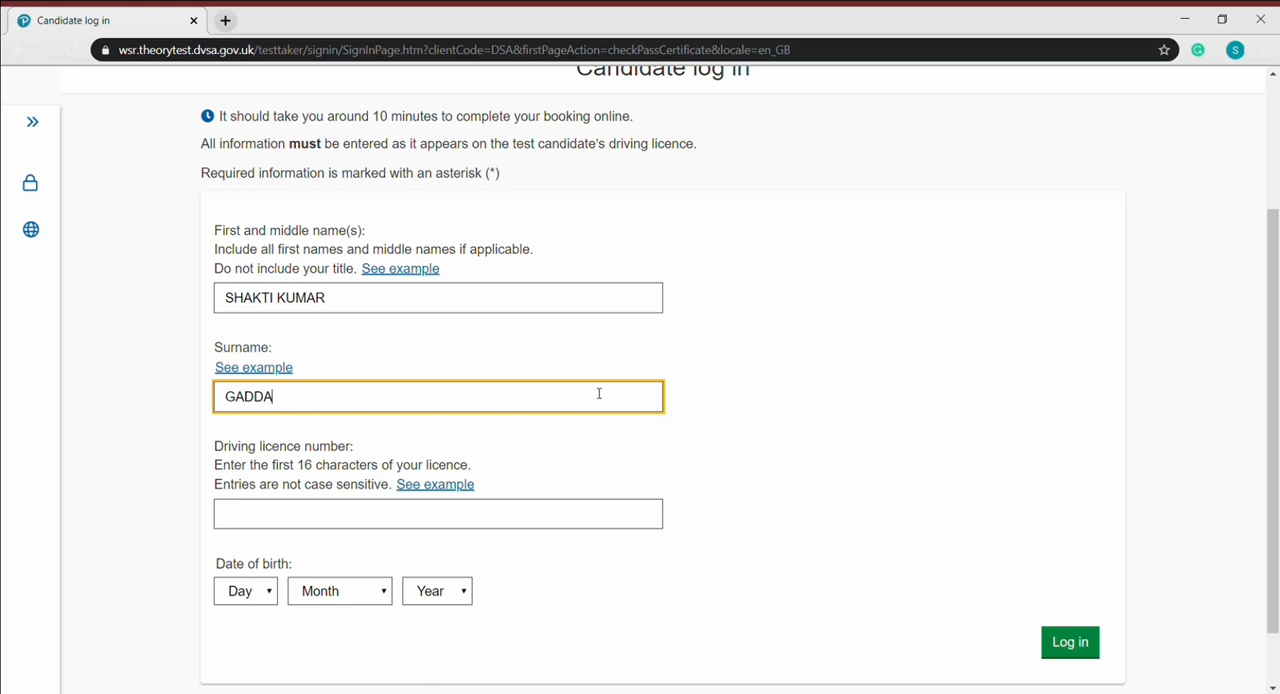 Candidate log in
wsr.theorytest.dvsa.gov.uk/testtaker/signin/SignInPage.htm?clientCode=DSA&firstPageAction=checkPassCertificate&locale=en_GB
S
Candidate log in
It should take you around 10 minutes to complete your booking online.
All information must be entered as it appears on the test candidate's driving licence.
Required information is marked with an asterisk (*)
First and middle name(s):
Include all first names and middle names if applicable.
Do not include your title. See example
SHAKTI KUMAR
Surname:
See example
GADDA
Driving licence number:
Enter the first 16 characters of your licence.
Entries are not case sensitive. See example
Date of birth:
Day Month Year
Log in